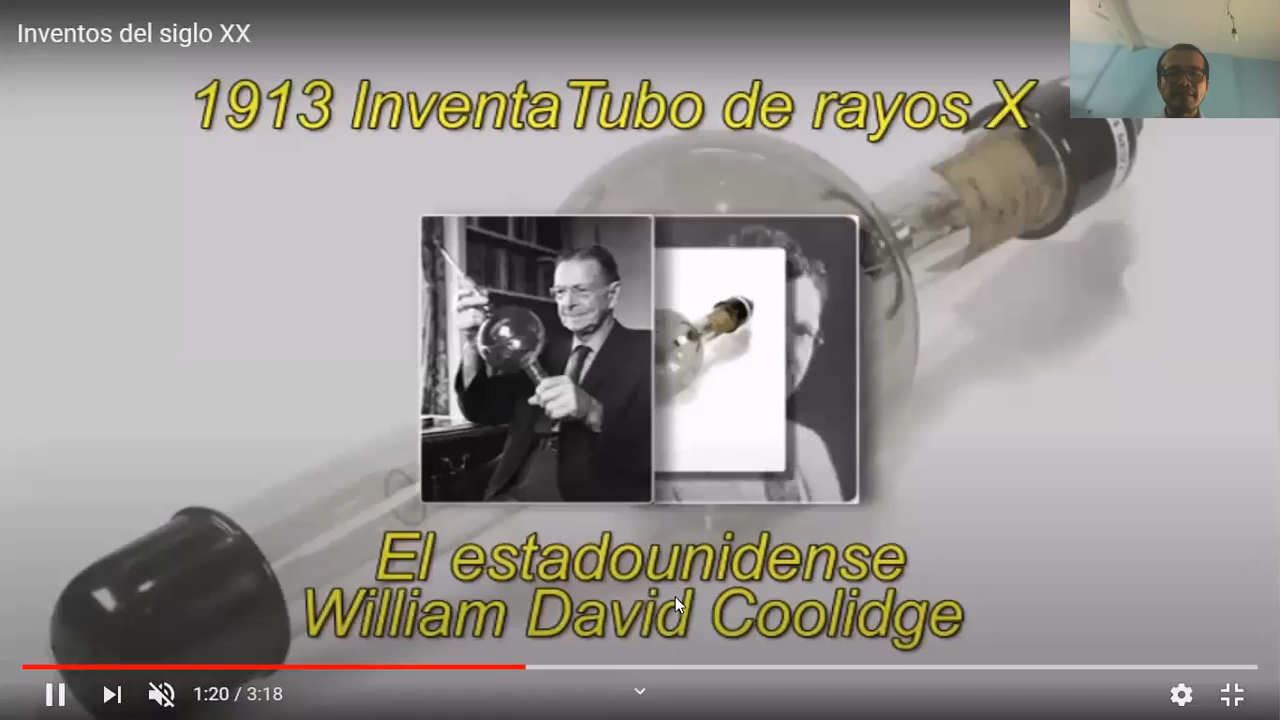 Inventos del siglo XX
1913 InventaTubo de rayos X
El estadounidense
William David Coolidge
1:20 / 3:18